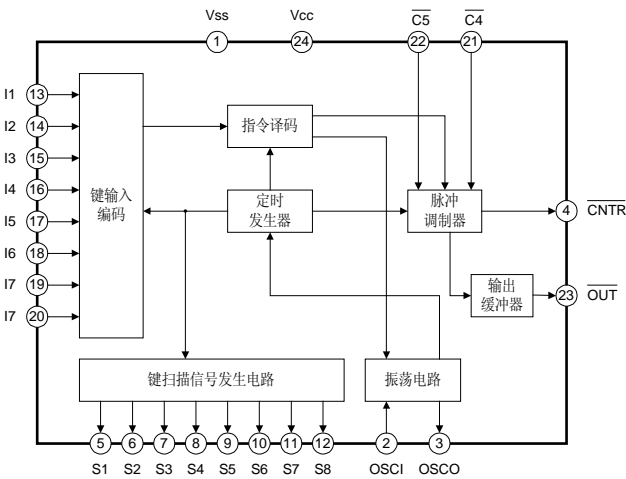 Vss
Vcc
C5
C4
1
24
22
21
I1
13
I2
14
I3
15
I4
16
I5
17
I6
18
I7
19
I7
20
键输入
编码
指令译码
定时
发生器
脉冲
调制器
4
CNTR
输出
缓冲器
23
OUT
键扫描信号发生电路
振荡电路
5
6
7
8
9
10
11
12
2
3
S1
S2
S3
S4
S5
S6
S7
S8
OSCI
OSCO